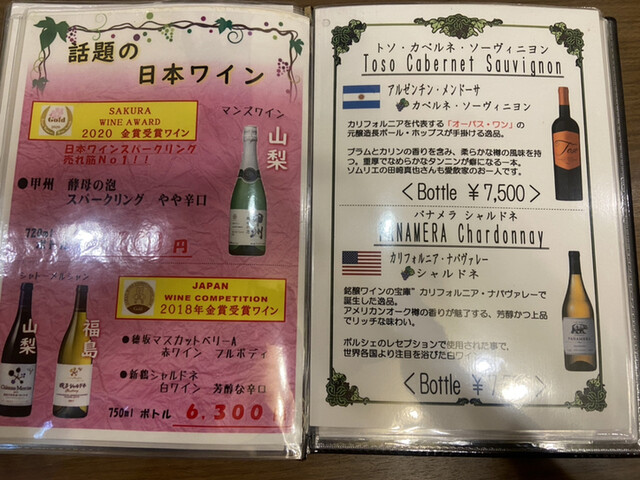 話題の
日本ワイン
Gold
SAKURA
WINE AWARD
2020 金賞受賞ワイン
日本ワインスパークリング
売れ筋No1!!
マンズワイン
山梨
●甲州 酵母の泡
スパークリング やや辛口
720ml
ボトル
円
シャトーメルシャン
山梨
福島
JAPAN
WINE COMPETITION
2018年金賞受賞ワイン
●穂坂マスカットベリーA
赤ワイン フルボディ
●新鶴シャルドネ
白ワイン 芳醇な辛口
750ml ボトル 6,300円
トソ・カベルネ・ソーヴィニヨン
Toso Cabernet Sauvignon
アルゼンチン・メンドーサ
カベルネ・ソーヴィニヨン
カリフォルニアを代表する「オーパス・ワン」の
元醸造長ポール・ホッブスが手掛ける逸品。
プラムとカリンの香りを含み、柔らかな樽の風味を持
つ。重厚でなめらかなタンニンが癖になる一本。
ソムリエの田崎真也さんも愛飲家のお一人です。
<Bottle ¥7,500>
パナメラ シャルドネ
PANAMERA Chardonnay
カリフォルニア・ナパヴァレー
シャルドネ
銘醸ワインの宝庫"カリフォルニア・ナパヴァレーで
誕生した逸品。
アメリカンオーク樽の香りが魅了する、芳醇かつ上品
でリッチな味わい。
ポルシェのレセプションで使用された事で、
世界各国より注目を浴びた白ワイン
<Bottle ¥7,